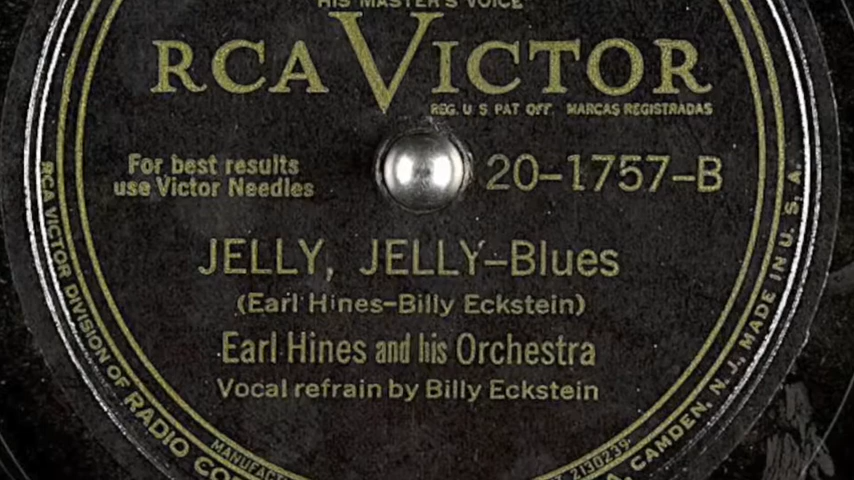 HIS MASTER'S VOICE
RCA VICTOR
REG. U S PAT OFF. MARCAS REGISTRADAS
For best results
use Victor Needles
20-1757-B
JELLY, JELLY-Blues
(Earl Hines-Billy Eckstein)
Earl Hines and his Orchestra
Vocal refrain by Billy Eckstein
RCA VICTOR DIVISION OF RADIO
CAMDEN, N. J., MADE IN U. S. A.
2130239